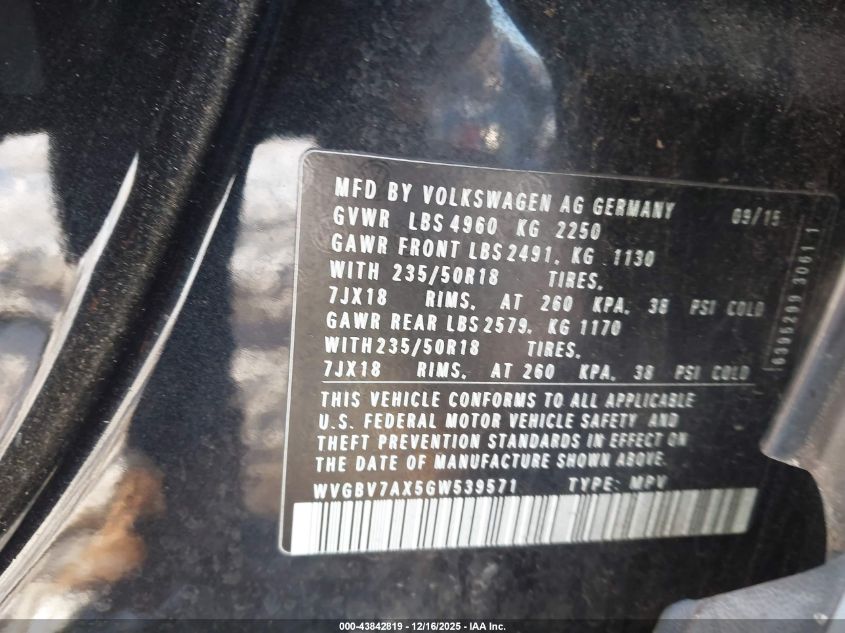 MFD BY VOLKSWAGEN AG GERMANY 09/15
GVWR LBS 4960 KG 2250
GAWR FRONT LBS 2491, KG 1130
WITH 235/50R18 TIRES,
7JX18 RIMS, AT 260 KPA, 38 PSI COLD
GAWR REAR LBS 2579, KG 1170
WITH 235/50R18 TIRES,
7JX18 RIMS, AT 260 KPA, 38 PSI COLD
THIS VEHICLE CONFORMS TO ALL APPLICABLE
U.S. FEDERAL MOTOR VEHICLE SAFETY AND
THEFT PREVENTION STANDARDS IN EFFECT ON
THE DATE OF MANUFACTURE SHOWN ABOVE.
WVGBV7AX5GW539571 TYPE: MPV
000-43842819 - 12/16/2025 - IAA Inc.